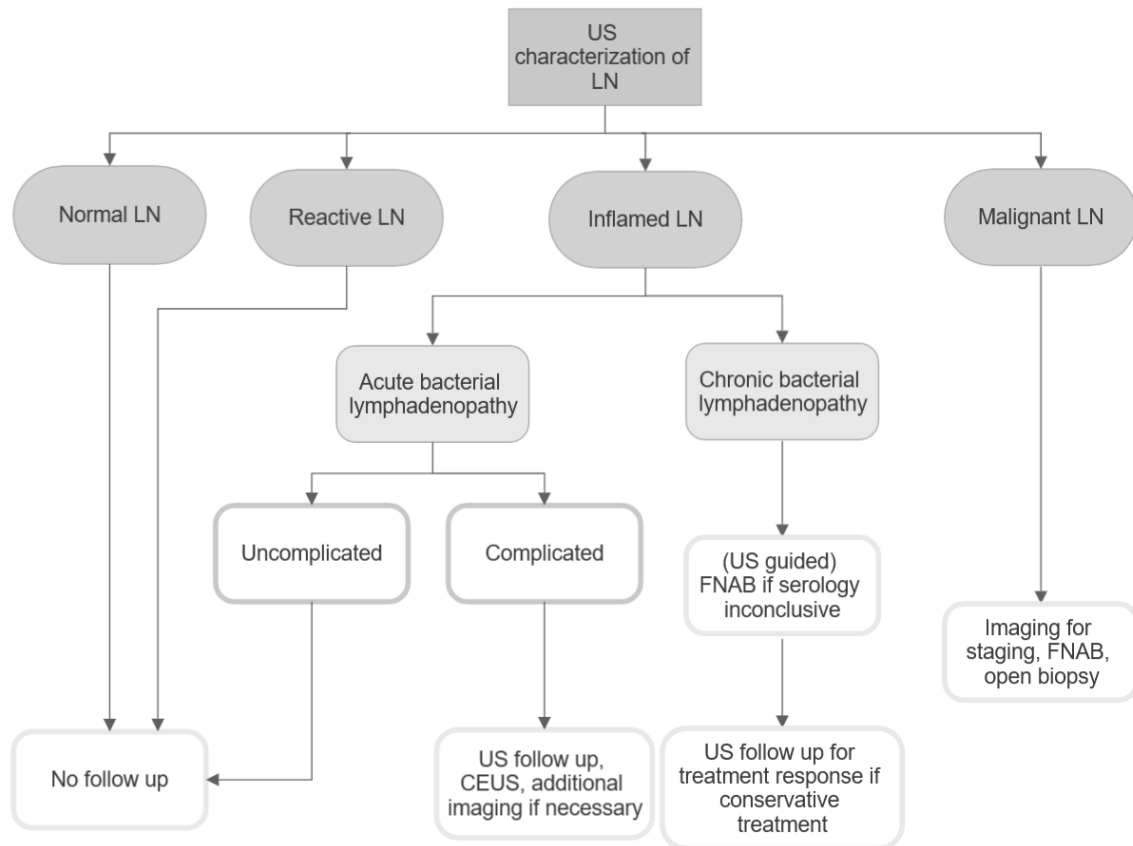 US
characterization of
LN
Normal LN
Reactive LN
Inflamed LN
Malignant LN
Acute bacterial
lymphadenopathy
Chronic bacterial
lymphadenopathy
Uncomplicated
Complicated
(US guided)
FNAB if serology
inconclusive
Imaging for
staging, FNAB,
open biopsy
No follow up
US follow up,
CEUS, additional
imaging if necessary
US follow up for
treatment response if
conservative
treatment